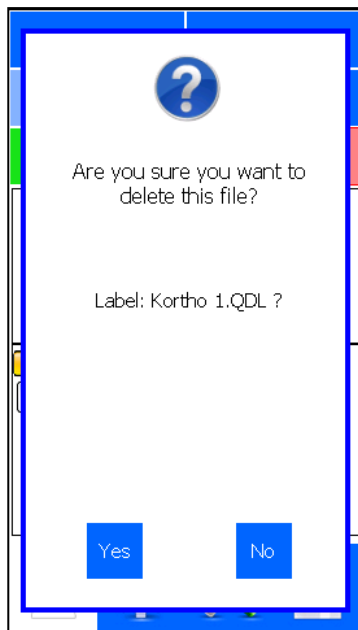 ?
Are you sure you want to
delete this file?
Label: Kortho 1.QDL ?
Yes
No